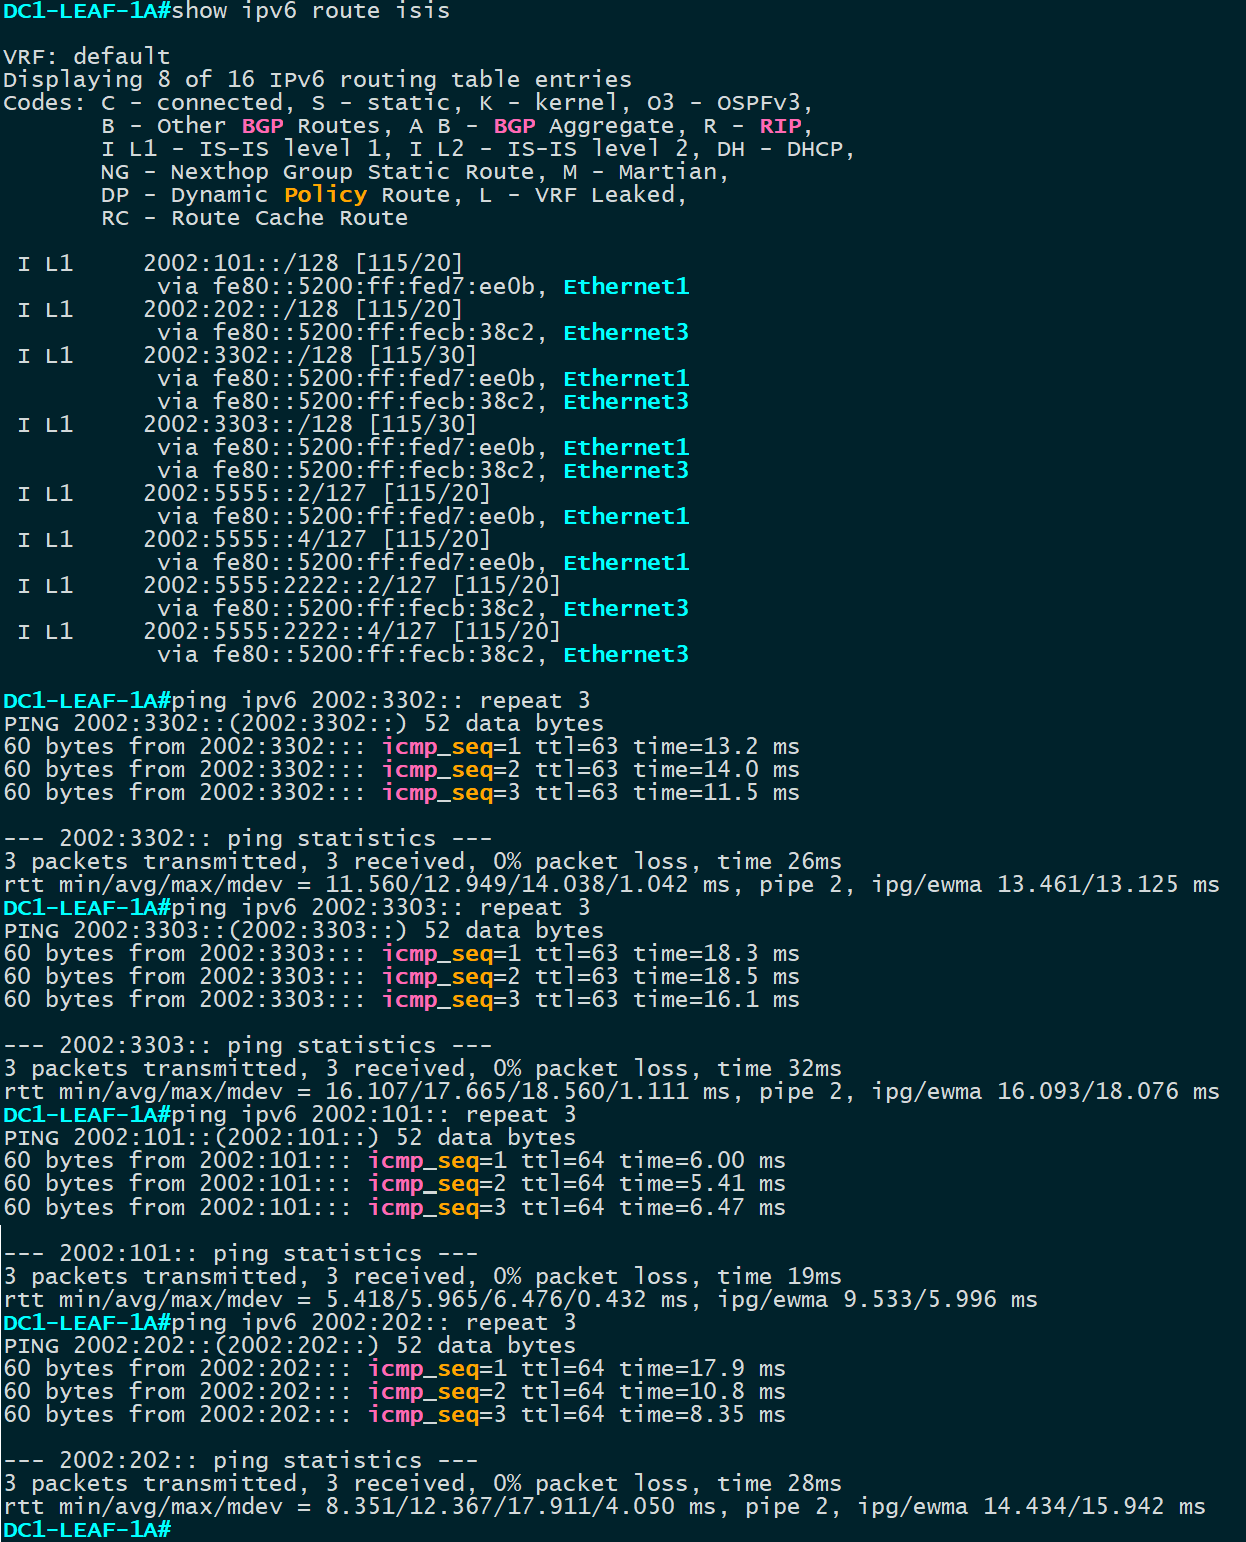 DC1-LEAF-1A#show ipv6 route isis
VRF: default
Displaying 8 of 16 IPv6 routing table entries
Codes: C - connected, S - static, K - kernel, O3 - OSPFv3,
       B - Other BGP Routes, A B - BGP Aggregate, R - RIP,
       I L1 - IS-IS level 1, I L2 - IS-IS level 2, DH - DHCP,
       NG - Nexthop Group Static Route, M - Martian,
       DP - Dynamic Policy Route, L - VRF Leaked,
       RC - Route Cache Route
 I L1     2002:101::/128 [115/20]
           via fe80::5200:ff:fed7:ee0b, Ethernet1
 I L1     2002:202::/128 [115/20]
           via fe80::5200:ff:fecb:38c2, Ethernet3
 I L1     2002:3302::/128 [115/30]
           via fe80::5200:ff:fed7:ee0b, Ethernet1
           via fe80::5200:ff:fecb:38c2, Ethernet3
 I L1     2002:3303::/128 [115/30]
           via fe80::5200:ff:fed7:ee0b, Ethernet1
           via fe80::5200:ff:fecb:38c2, Ethernet3
 I L1     2002:5555::2/127 [115/20]
           via fe80::5200:ff:fed7:ee0b, Ethernet1
 I L1     2002:5555::4/127 [115/20]
           via fe80::5200:ff:fed7:ee0b, Ethernet1
 I L1     2002:5555:2222::2/127 [115/20]
           via fe80::5200:ff:fecb:38c2, Ethernet3
 I L1     2002:5555:2222::4/127 [115/20]
           via fe80::5200:ff:fecb:38c2, Ethernet3
DC1-LEAF-1A#ping ipv6 2002:3302:: repeat 3
PING 2002:3302::(2002:3302::) 52 data bytes
60 bytes from 2002:3302::: icmp_seq=1 ttl=63 time=13.2 ms
60 bytes from 2002:3302::: icmp_seq=2 ttl=63 time=14.0 ms
60 bytes from 2002:3302::: icmp_seq=3 ttl=63 time=11.5 ms
--- 2002:3302:: ping statistics ---
3 packets transmitted, 3 received, 0% packet loss, time 26ms
rtt min/avg/max/mdev = 11.560/12.949/14.038/1.042 ms, pipe 2, ipg/ewma 13.461/13.125 ms
DC1-LEAF-1A#ping ipv6 2002:3303:: repeat 3
PING 2002:3303::(2002:3303::) 52 data bytes
60 bytes from 2002:3303::: icmp_seq=1 ttl=63 time=18.3 ms
60 bytes from 2002:3303::: icmp_seq=2 ttl=63 time=18.5 ms
60 bytes from 2002:3303::: icmp_seq=3 ttl=63 time=16.1 ms
--- 2002:3303:: ping statistics ---
3 packets transmitted, 3 received, 0% packet loss, time 32ms
rtt min/avg/max/mdev = 16.107/17.665/18.560/1.111 ms, pipe 2, ipg/ewma 16.093/18.076 ms
DC1-LEAF-1A#ping ipv6 2002:101:: repeat 3
PING 2002:101::(2002:101::) 52 data bytes
60 bytes from 2002:101::: icmp_seq=1 ttl=64 time=6.00 ms
60 bytes from 2002:101::: icmp_seq=2 ttl=64 time=5.41 ms
60 bytes from 2002:101::: icmp_seq=3 ttl=64 time=6.47 ms
--- 2002:101:: ping statistics ---
3 packets transmitted, 3 received, 0% packet loss, time 19ms
rtt min/avg/max/mdev = 5.418/5.965/6.476/0.432 ms, ipg/ewma 9.533/5.996 ms
DC1-LEAF-1A#ping ipv6 2002:202:: repeat 3
PING 2002:202::(2002:202::) 52 data bytes
60 bytes from 2002:202::: icmp_seq=1 ttl=64 time=17.9 ms
60 bytes from 2002:202::: icmp_seq=2 ttl=64 time=10.8 ms
60 bytes from 2002:202::: icmp_seq=3 ttl=64 time=8.35 ms
--- 2002:202:: ping statistics ---
3 packets transmitted, 3 received, 0% packet loss, time 28ms
rtt min/avg/max/mdev = 8.351/12.367/17.911/4.050 ms, pipe 2, ipg/ewma 14.434/15.942 ms
DC1-LEAF-1A#